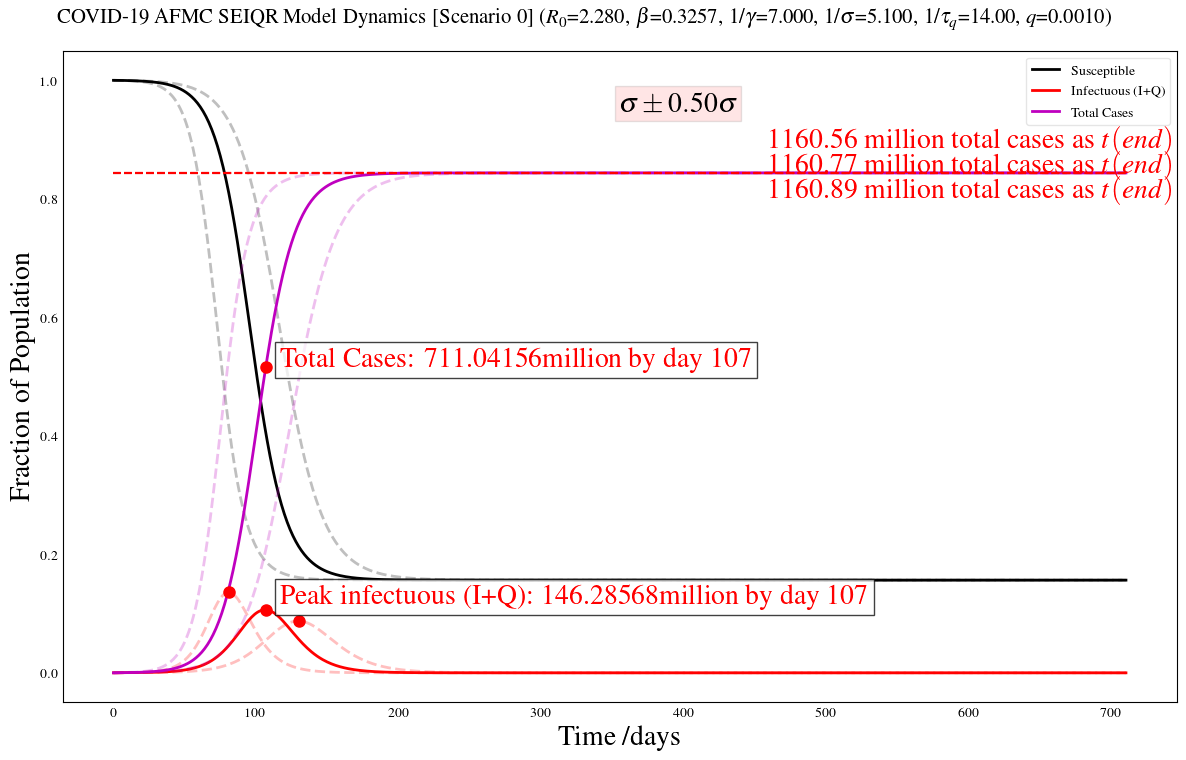 COVID-19 AFMC SEIQR Model Dynamics [Scenario 0] (R₀=2.280, β=0.3257, 1/γ=7.000, 1/σ=5.100, 1/τ_q=14.00, q=0.0010)
Susceptible
Infectuous (I+Q)
Total Cases
σ ± 0.50σ
1160.56 million total cases as t(end)
1160.77 million total cases as t(end)
1160.89 million total cases as t(end)
Total Cases: 711.04156million by day 107
Peak infectuous (I+Q): 146.28568million by day 107
Fraction of Population
1.0
0.8
0.6
0.4
0.2
0.0
0 100 200 300 400 500 600 700
Time /days